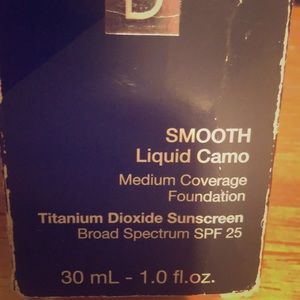 D
SMOOTH
Liquid Camo
Medium Coverage
Foundation
Titanium Dioxide Sunscreen
Broad Spectrum SPF 25
30 mL - 1.0 fl.oz.